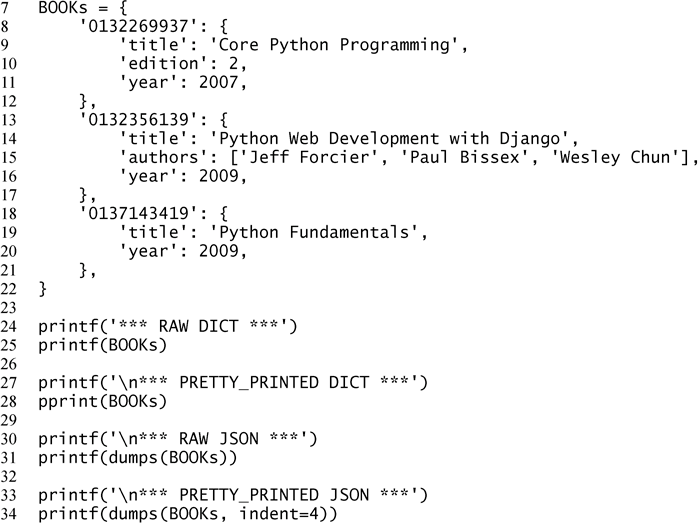 7 BOOKs = {
8     '0132269937': {
9         'title': 'Core Python Programming',
10         'edition': 2,
11         'year': 2007,
12     },
13     '0132356139': {
14         'title': 'Python Web Development with Django',
15         'authors': ['Jeff Forcier', 'Paul Bissex', 'Wesley Chun'],
16         'year': 2009,
17     },
18     '0137143419': {
19         'title': 'Python Fundamentals',
20         'year': 2009,
21     },
22 }
23
24 printf('*** RAW DICT ***')
25 printf(BOOKs)
26
27 printf('\n*** PRETTY_PRINTED DICT ***')
28 pprint(BOOKs)
29
30 printf('\n*** RAW JSON ***')
31 printf(dumps(BOOKs))
32
33 printf('\n*** PRETTY_PRINTED JSON ***')
34 printf(dumps(BOOKs, indent=4))